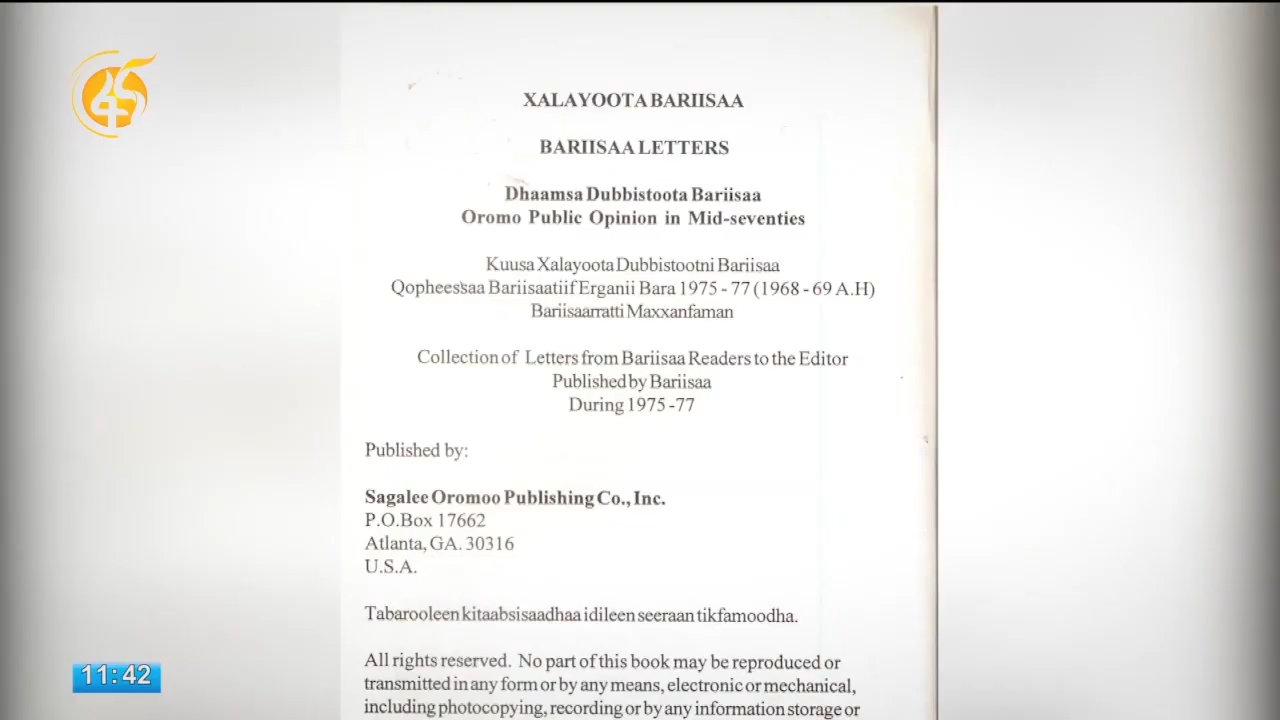 XALAYOOTA BARIISAA
BARIISAA LETTERS
Dhaamsa Dubbistoota Bariisaa
Oromo Public Opinion in Mid-seventies
Kuusa Xalayoota Dubbistootni Bariisaa
Qopheessaa Bariisaatiif Erganii Bara 1975 - 77 (1968 - 69 A.H)
Bariisaarratti Maxxanfaman
Collection of Letters from Bariisaa Readers to the Editor
Published by Bariisaa
During 1975 -77
Published by:
Sagalee Oromoo Publishing Co., Inc.
P.O.Box 17662
Atlanta, GA. 30316
U.S.A.
Tabarooleen kitaabsisaadhaa idileen seeraan tikfamoodha.
All rights reserved. No part of this book may be reproduced or
transmitted in any form or by any means, electronic or mechanical,
including photocopying, recording or by any information storage or
11:42